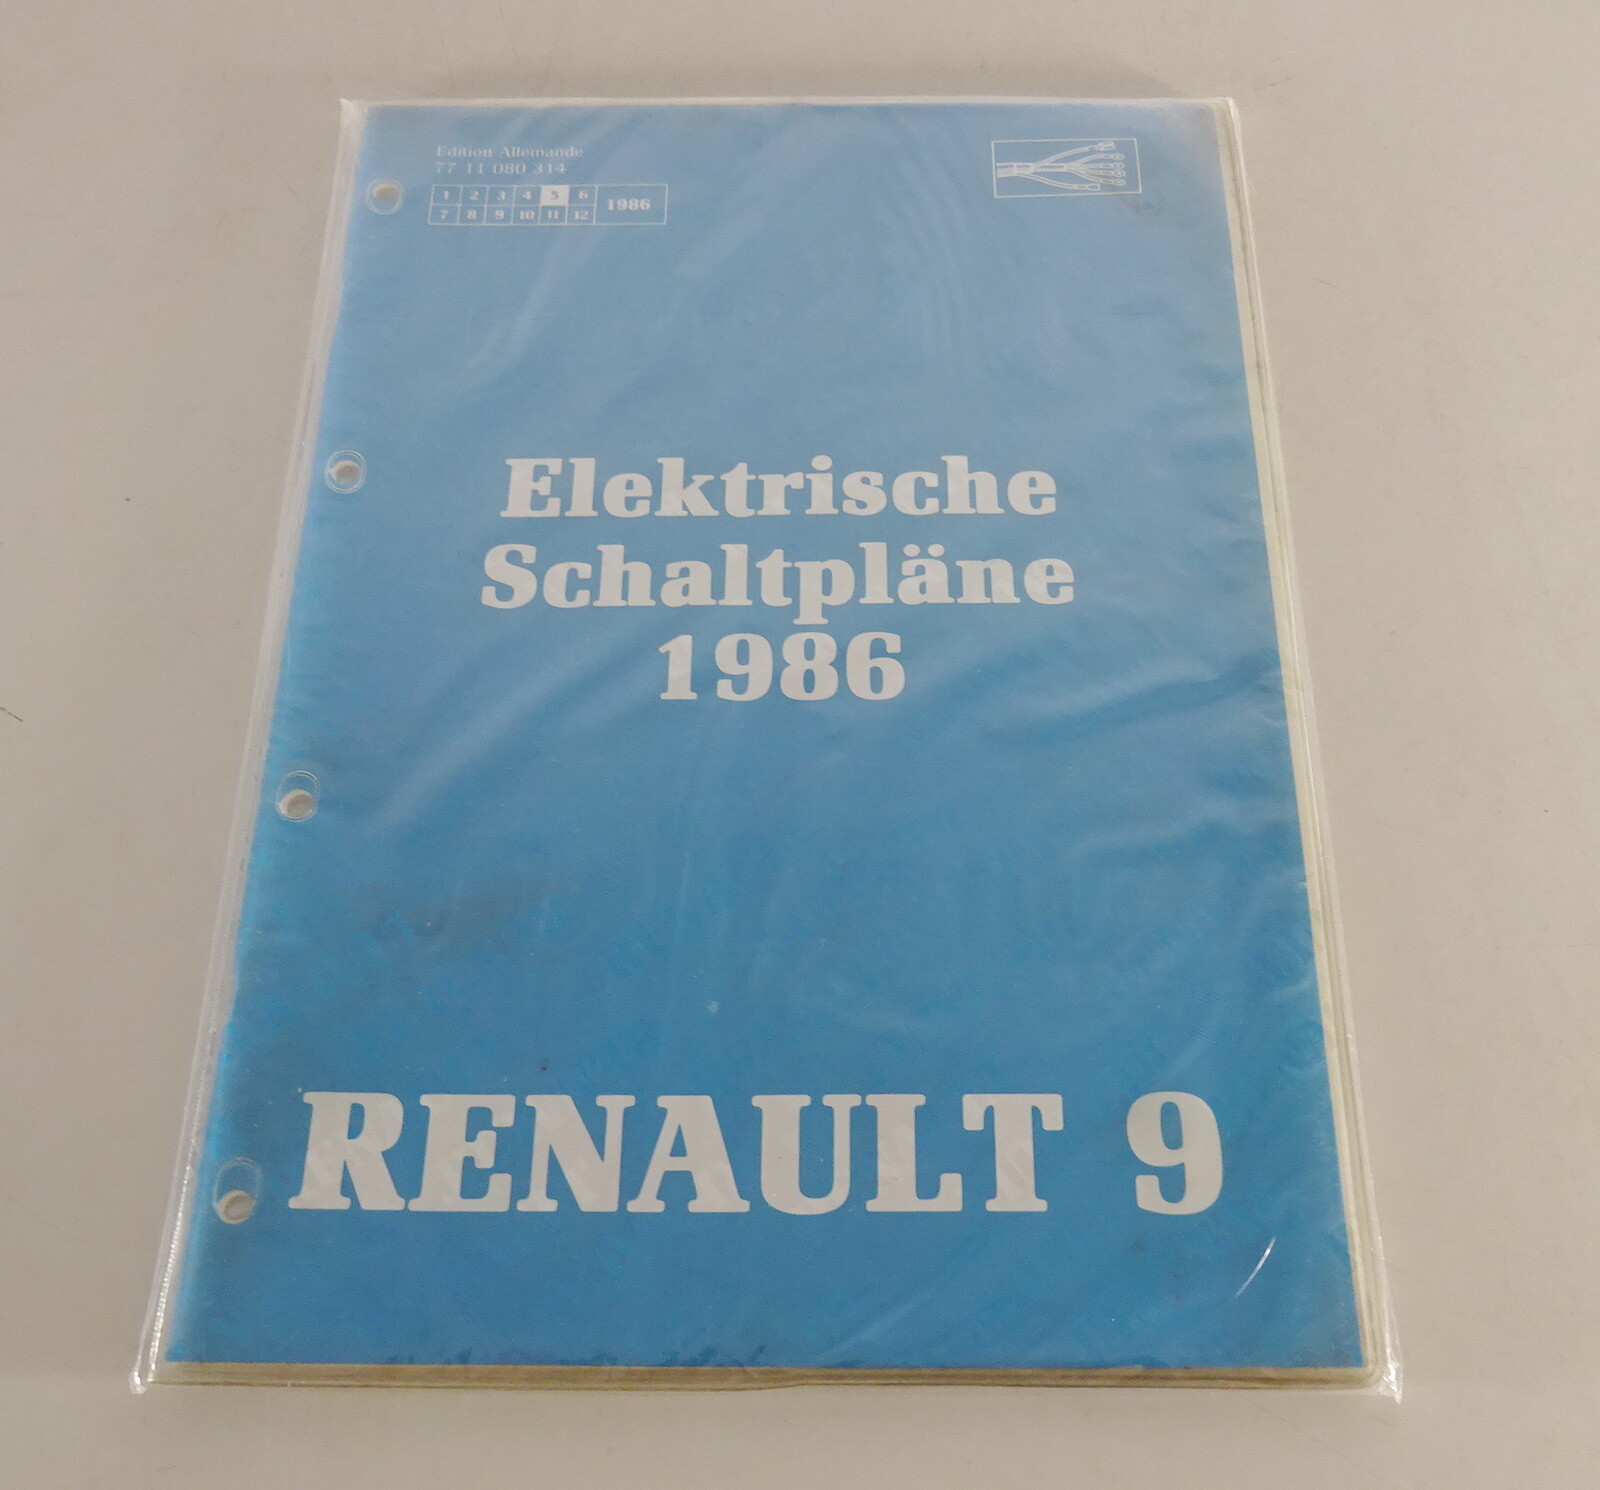 Edition Allemande
77 11 080 314
1 2 3 4 5 6 1986
7 8 9 10 11 12
Elektrische
Schaltpläne
1986
RENAULT 9